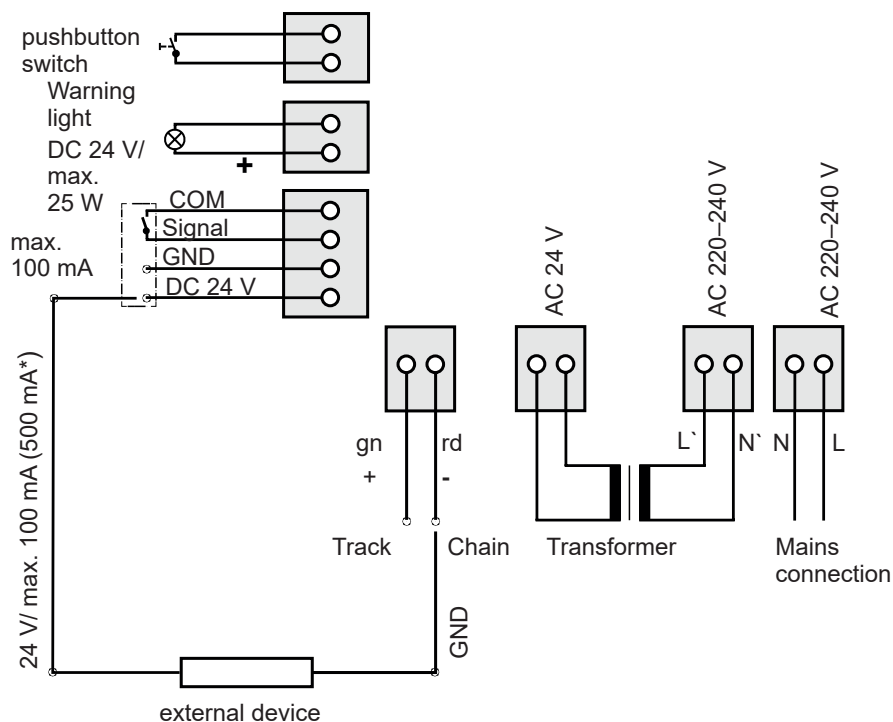 pushbutton
switch
Warning
light
DC 24 V/
max.
25 W
+
COM
Signal
GND
DC 24 V
max.
100 mA
24 V/ max. 100 mA (500 mA*)
AC 24 V
AC 220–240 V
AC 220–240 V
gn
rd
+
-
L`
N`
N
L
Track
Chain
Transformer
Mains
connection
GND
external device